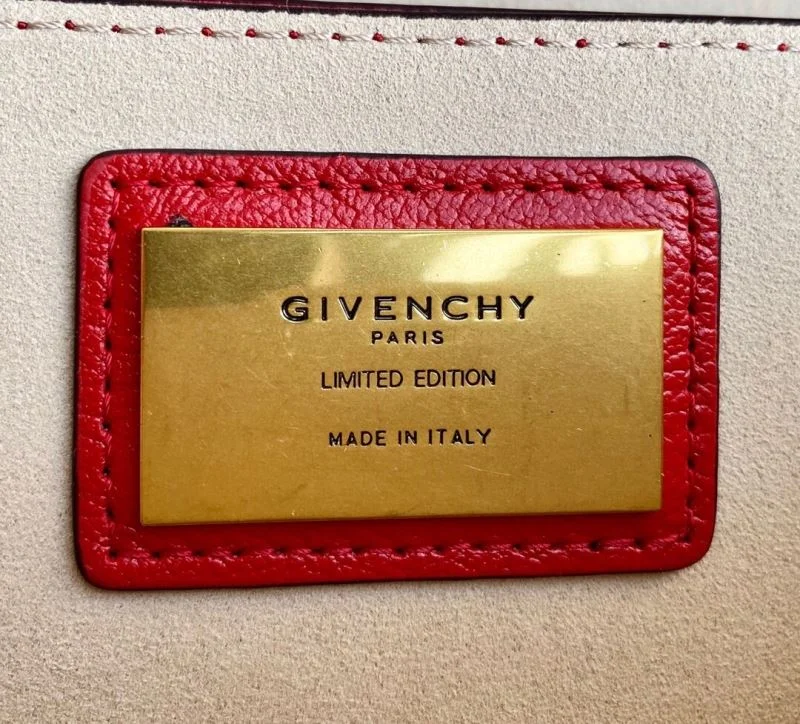 GIVENCHY
PARIS
LIMITED EDITION
MADE IN ITALY